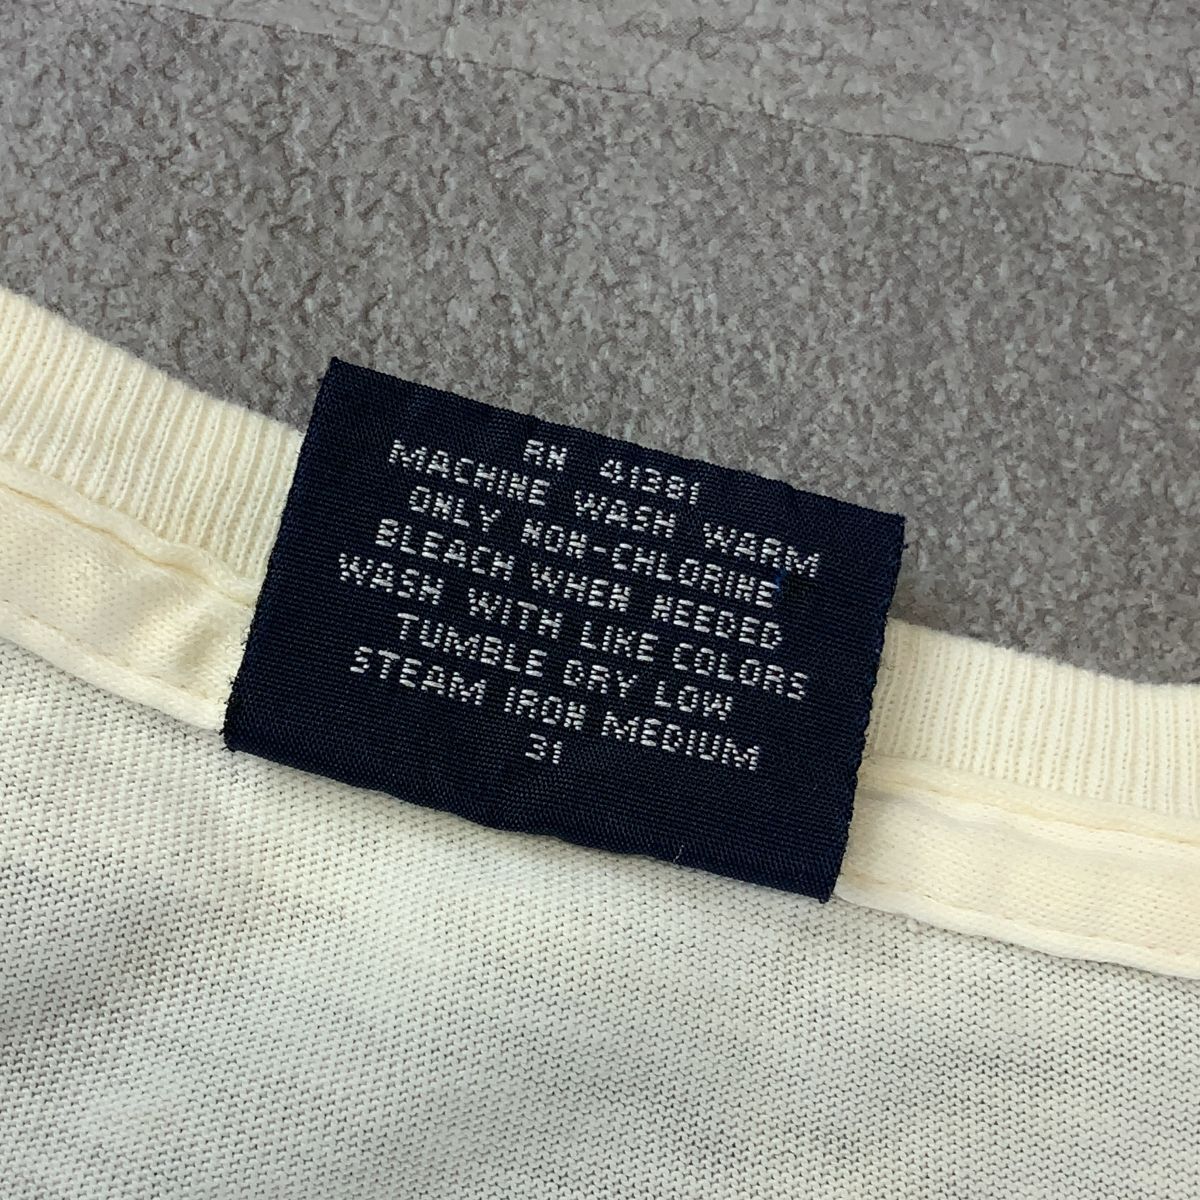 RN 41381
MACHINE WASH WARM
ONLY NON-CHLORINE
BLEACH WHEN NEEDED
WASH WITH LIKE COLORS
TUMBLE DRY LOW
STEAM IRON MEDIUM
31